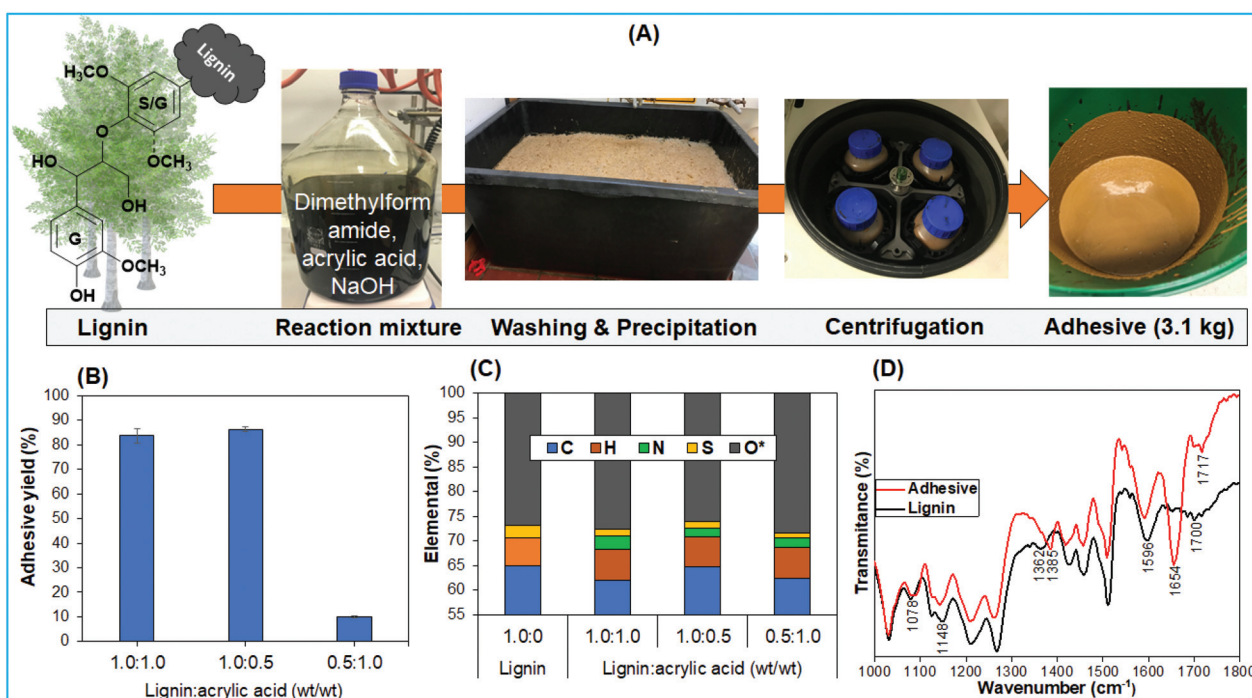 (A)
Lignin
H₃CO
S/G
O
OCH₃
HO
OH
G
OCH₃
OH
Dimethylform
amide,
acrylic acid,
NaOH
Lignin
Reaction mixture
Washing & Precipitation
Centrifugation
Adhesive (3.1 kg)
(B)
Adhesive yield (%)
100
90
80
70
60
50
40
30
20
10
0
1.0:1.0
1.0:0.5
0.5:1.0
Lignin:acrylic acid (wt/wt)
(C)
Elemental (%)
100
95
90
85
80
75
70
65
60
55
C
H
N
S
O*
1.0:0
1.0:1.0
1.0:0.5
0.5:1.0
Lignin
Lignin:acrylic acid (wt/wt)
(D)
Transmitance (%)
Adhesive
Lignin
1078
1148
1362
1385
1596
1654
1700
1717
1000 1100 1200 1300 1400 1500 1600 1700 1800
Wavenumber (cm⁻¹)